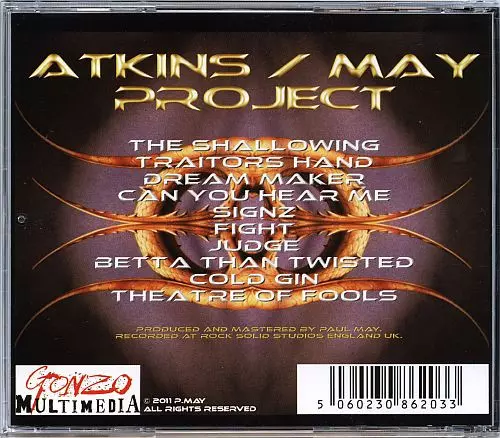 ATKINS / MAY
PROJECT
THE SHALLOWING
TRAITORS HAND
DREAM MAKER
CAN YOU HEAR ME
SIGNZ
FIGHT
JUDGE
BETTA THAN TWISTED
COLD GIN
THEATRE OF FOOLS
PRODUCED AND MASTERED BY PAUL MAY.
RECORDED AT ROCK SOLID STUDIOS ENGLAND UK.
GONZO
MULTIMEDIA
© 2011 P.MAY
ALL RIGHTS RESERVED
5 060230 862033